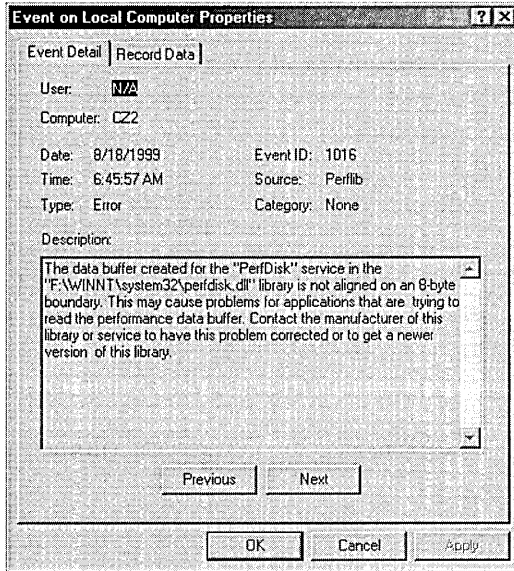 Event on Local Computer Properties
Event Detail
Record Data
User: N/A
Computer: CZ2
Date: 8/18/1999 Event ID: 1016
Time: 6:45:57 AM Source: Perflib
Type: Error Category: None
Description:
The data buffer created for the "PerfDisk" service in the
"F:\WINNT\system32\perfdisk.dll" library is not aligned on an 8-byte
boundary. This may cause problems for applications that are trying to
read the performance data buffer. Contact the manufacturer of this
library or service to have this problem corrected or to get a newer
version of this library.
Previous Next
OK Cancel Apply